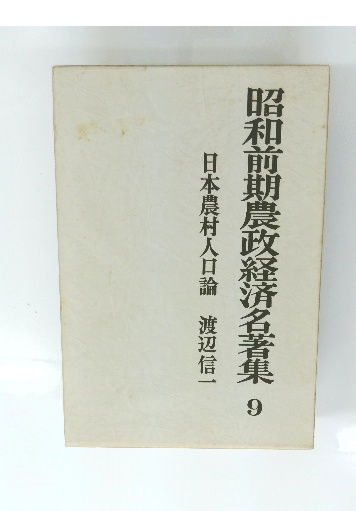 昭和前期農政経済名著集 9
日本農村人口論 渡辺信一